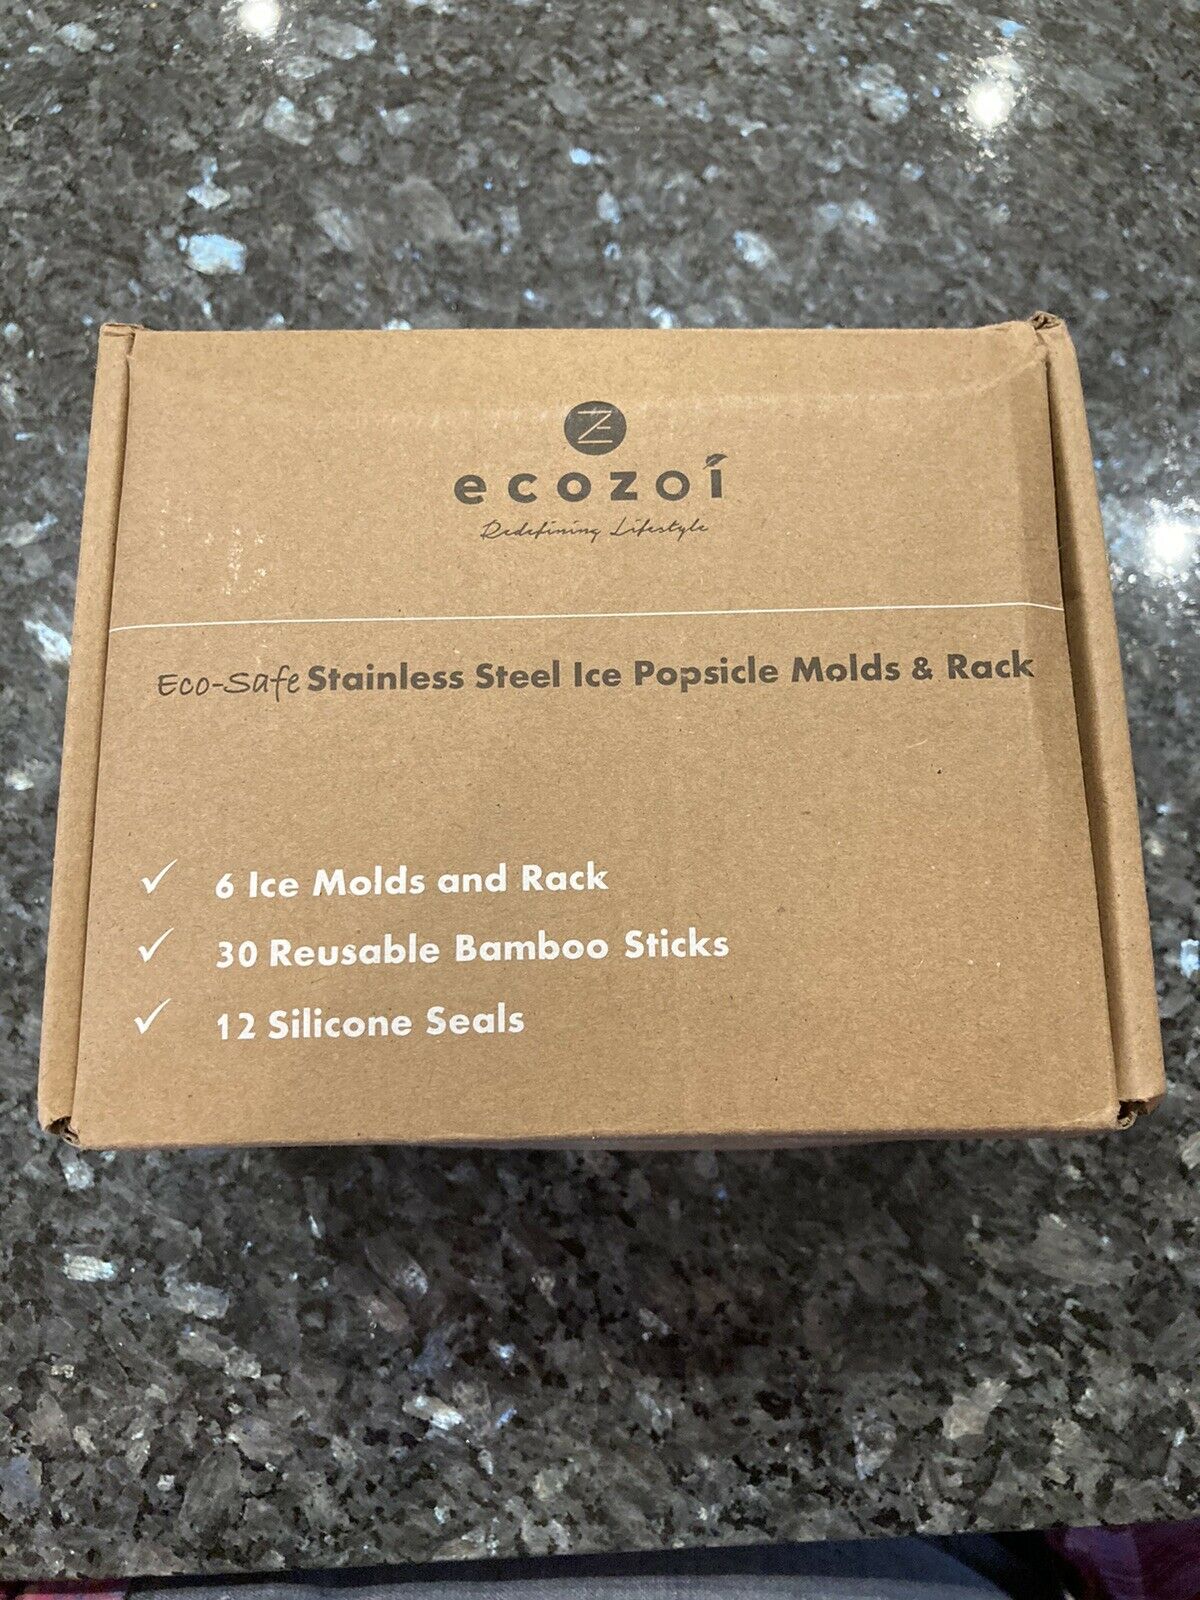 Z
ecozoi
Redefining Lifestyle
Eco-Safe Stainless Steel Ice Popsicle Molds & Rack
✓ 6 Ice Molds and Rack
✓ 30 Reusable Bamboo Sticks
✓ 12 Silicone Seals